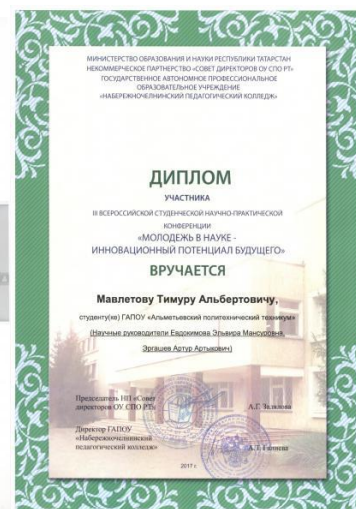 МИНИСТЕРСТВО ОБРАЗОВАНИЯ И НАУКИ РЕСПУБЛИКИ ТАТАРСТАН
НЕКОММЕРЧЕСКОЕ ПАРТНЕРСТВО «СОВЕТ ДИРЕКТОРОВ ОУ СПО РТ»
ГОСУДАРСТВЕННОЕ АВТОНОМНОЕ ПРОФЕССИОНАЛЬНОЕ
ОБРАЗОВАТЕЛЬНОЕ УЧРЕЖДЕНИЕ
«НАБЕРЕЖНОЧЕЛНИНСКИЙ ПЕДАГОГИЧЕСКИЙ КОЛЛЕДЖ»
ДИПЛОМ
УЧАСТНИКА
III ВСЕРОССИЙСКОЙ СТУДЕНЧЕСКОЙ НАУЧНО-ПРАКТИЧЕСКОЙ
КОНФЕРЕНЦИИ
«МОЛОДЕЖЬ В НАУКЕ -
ИННОВАЦИОННЫЙ ПОТЕНЦИАЛ БУДУЩЕГО»
ВРУЧАЕТСЯ
Мавлетову Тимуру Альбертовичу,
студенту(ке) ГАПОУ «Альметьевский политехнический техникум»
(Научные руководители Евдокимова Эльвира Мансуровна,
Эргашев Артур Артыкович)
Председатель НП «Совет
директоров ОУ СПО РТ»
А.Г.
Директор ГАПОУ
«Набережночелнинский
педагогический колледж»
2017 г.